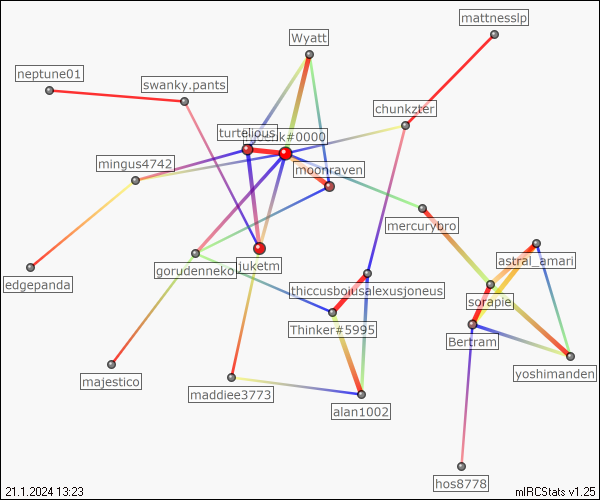 mattnesslp
Wyatt
neptune01
swanky.pants
chunkzter
turtelious
#0000
mingus4742
moonraven
mercurybro
astral_amari
gorudenneko
juketm
edgepanda
thiccusboiusalexusjoneus
sorapie
Thinker#5995
Bertram
yoshimanden
majestico
maddiee3773
alan1002
hos8778
21.1.2024 13:23
mIRCStats v1.25